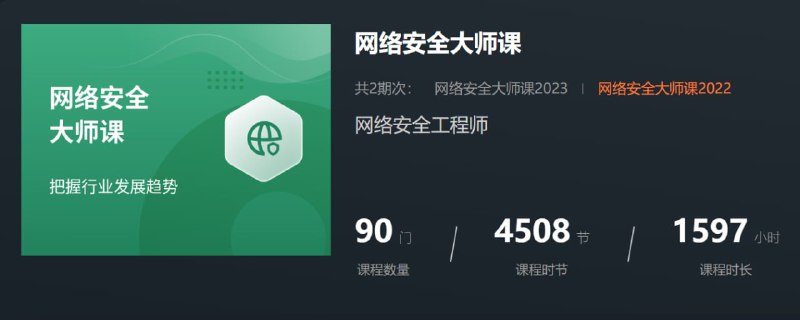 网络安全
大师课
把握行业发展趋势
网络安全大师课
共2期次： 网络安全大师课2023 | 网络安全大师课2022
网络安全工程师
90 门 / 4508 节 / 1597 小时
课程数量 课程时节 课程时长